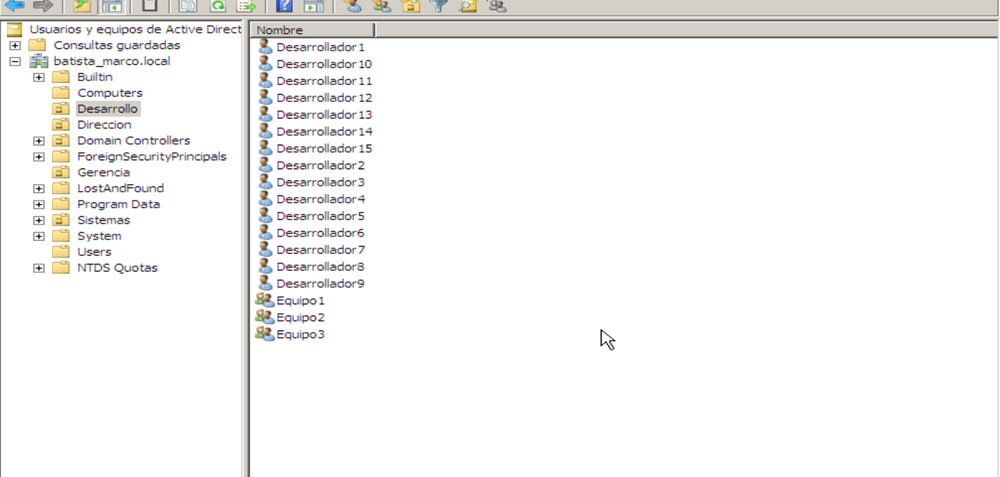 Usuarios y equipos de Active Direct
Consultas guardadas
batista_marco.local
Builtin
Computers
Desarrollo
Direccion
Domain Controllers
ForeignSecurityPrincipals
Gerencia
LostAndFound
Program Data
Sistemas
System
Users
NTDS Quotas
Nombre
Desarrollador1
Desarrollador10
Desarrollador11
Desarrollador12
Desarrollador13
Desarrollador14
Desarrollador15
Desarrollador2
Desarrollador3
Desarrollador4
Desarrollador5
Desarrollador6
Desarrollador7
Desarrollador8
Desarrollador9
Equipo1
Equipo2
Equipo3